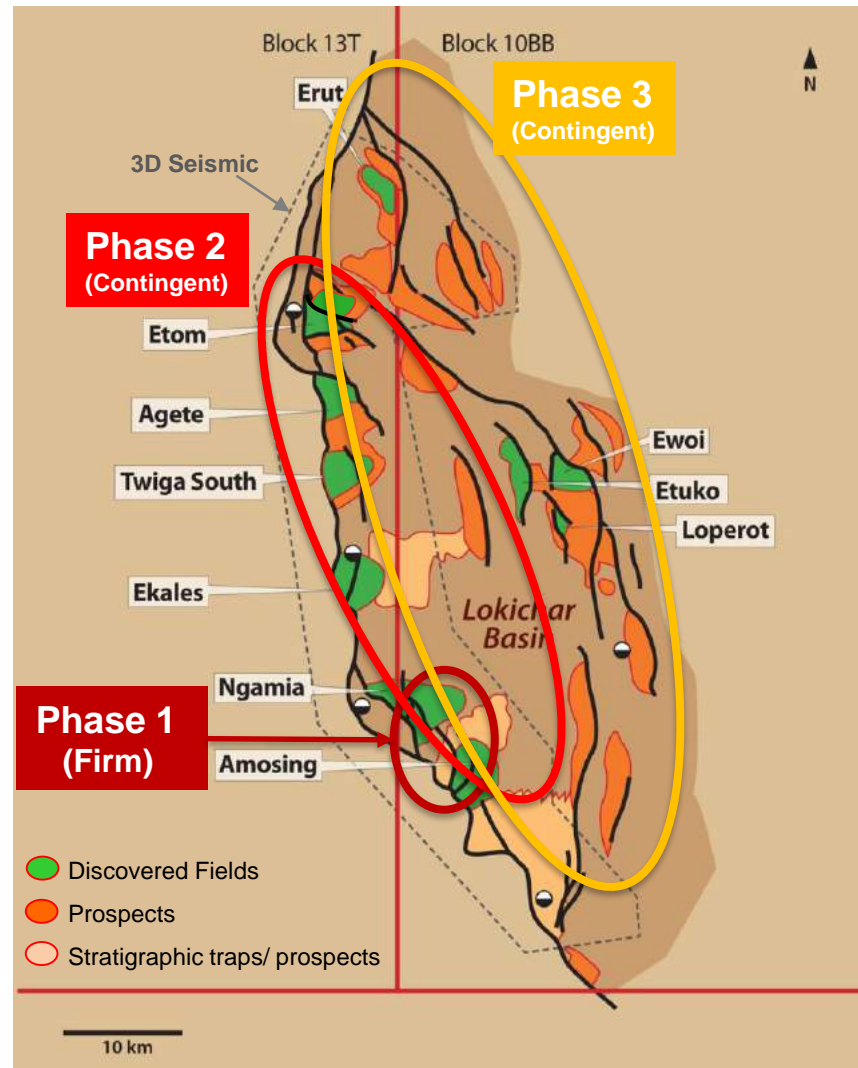 Block 13T
Block 10BB
N
Erut
Phase 3
(Contingent)
3D Seismic
Phase 2
(Contingent)
Etom
Agete
Twiga South
Ewoi
Etuko
Loperot
Ekales
Lokichar
Basin
Ngamia
Phase 1
(Firm)
Amosing
Discovered Fields
Prospects
Stratigraphic traps/ prospects
10 km